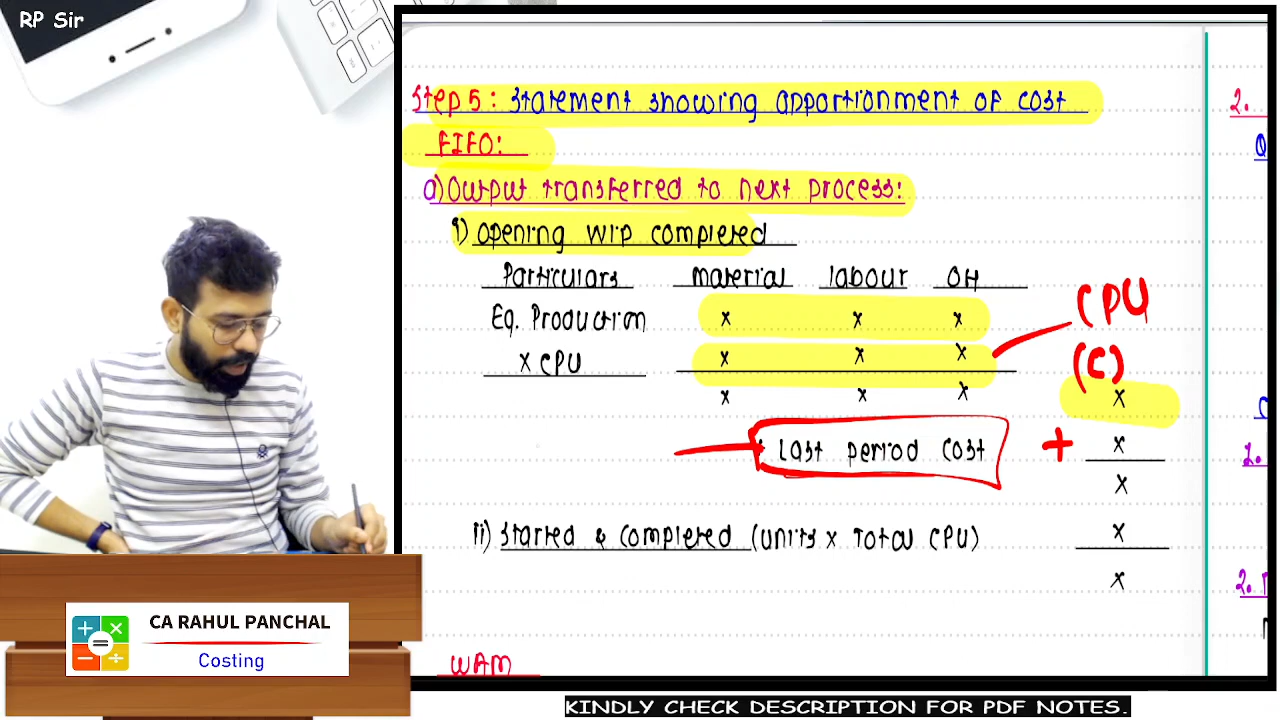 RP Sir
Step 5: Statement showing apportionment of cost
FIFO:
a) Output transferred to next process:
i) Opening WIP completed
Particulars Material Labour OH
Eq. Production x x x
x CPU x x x
x x x x
CPU
(C)
Last period cost + x
x
ii) Started & Completed (units x Total CPU) x
x
WAM
2.
2.
CA RAHUL PANCHAL
Costing
KINDLY CHECK DESCRIPTION FOR PDF NOTES.